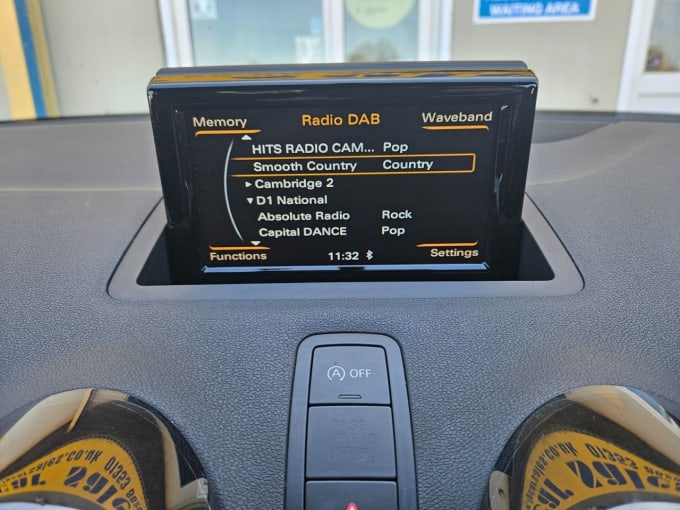 WAITING AREA
Memory
Radio DAB
Waveband
HITS RADIO CAM... Pop
Smooth Country Country
▸ Cambridge 2
▾ D1 National
Absolute Radio Rock
Capital DANCE Pop
Functions
11:32
Settings
A OFF